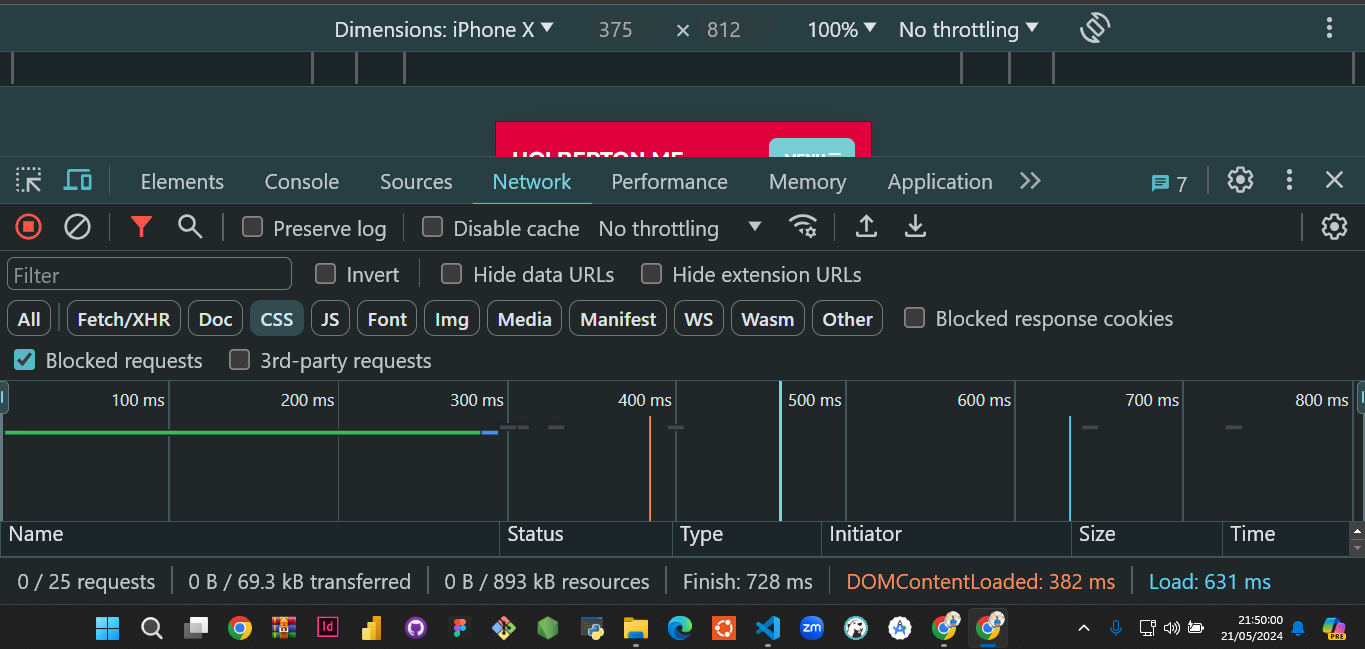 Dimensions: iPhone X 375 × 812 100% No throttling
HOLBERTON.ME MENU
Elements Console Sources Network Performance Memory Application 7
Preserve log Disable cache No throttling
Filter Invert Hide data URLs Hide extension URLs
All Fetch/XHR Doc CSS JS Font Img Media Manifest WS Wasm Other Blocked response cookies
Blocked requests 3rd-party requests
100 ms 200 ms 300 ms 400 ms 500 ms 600 ms 700 ms 800 ms
Name Status Type Initiator Size Time
0 / 25 requests 0 B / 69.3 kB transferred 0 B / 893 kB resources Finish: 728 ms DOMContentLoaded: 382 ms Load: 631 ms
Id zm 21:50:00 PRE
21/05/2024